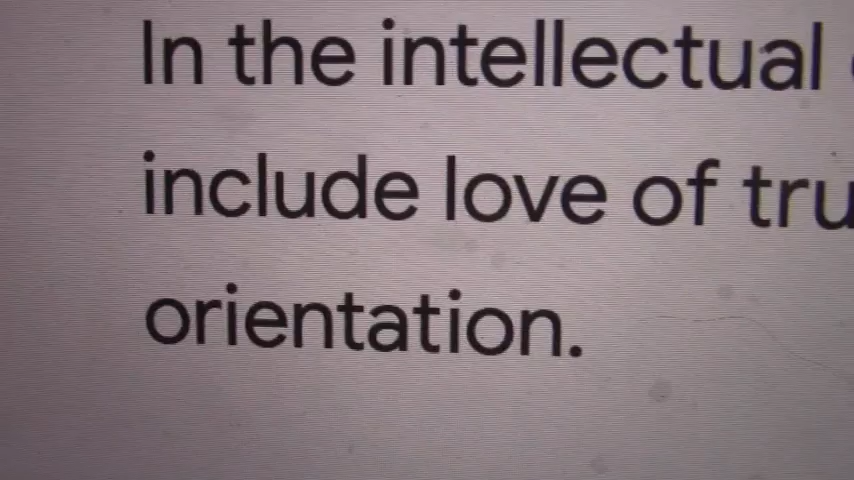 In the intellectual
include love of
orientation.